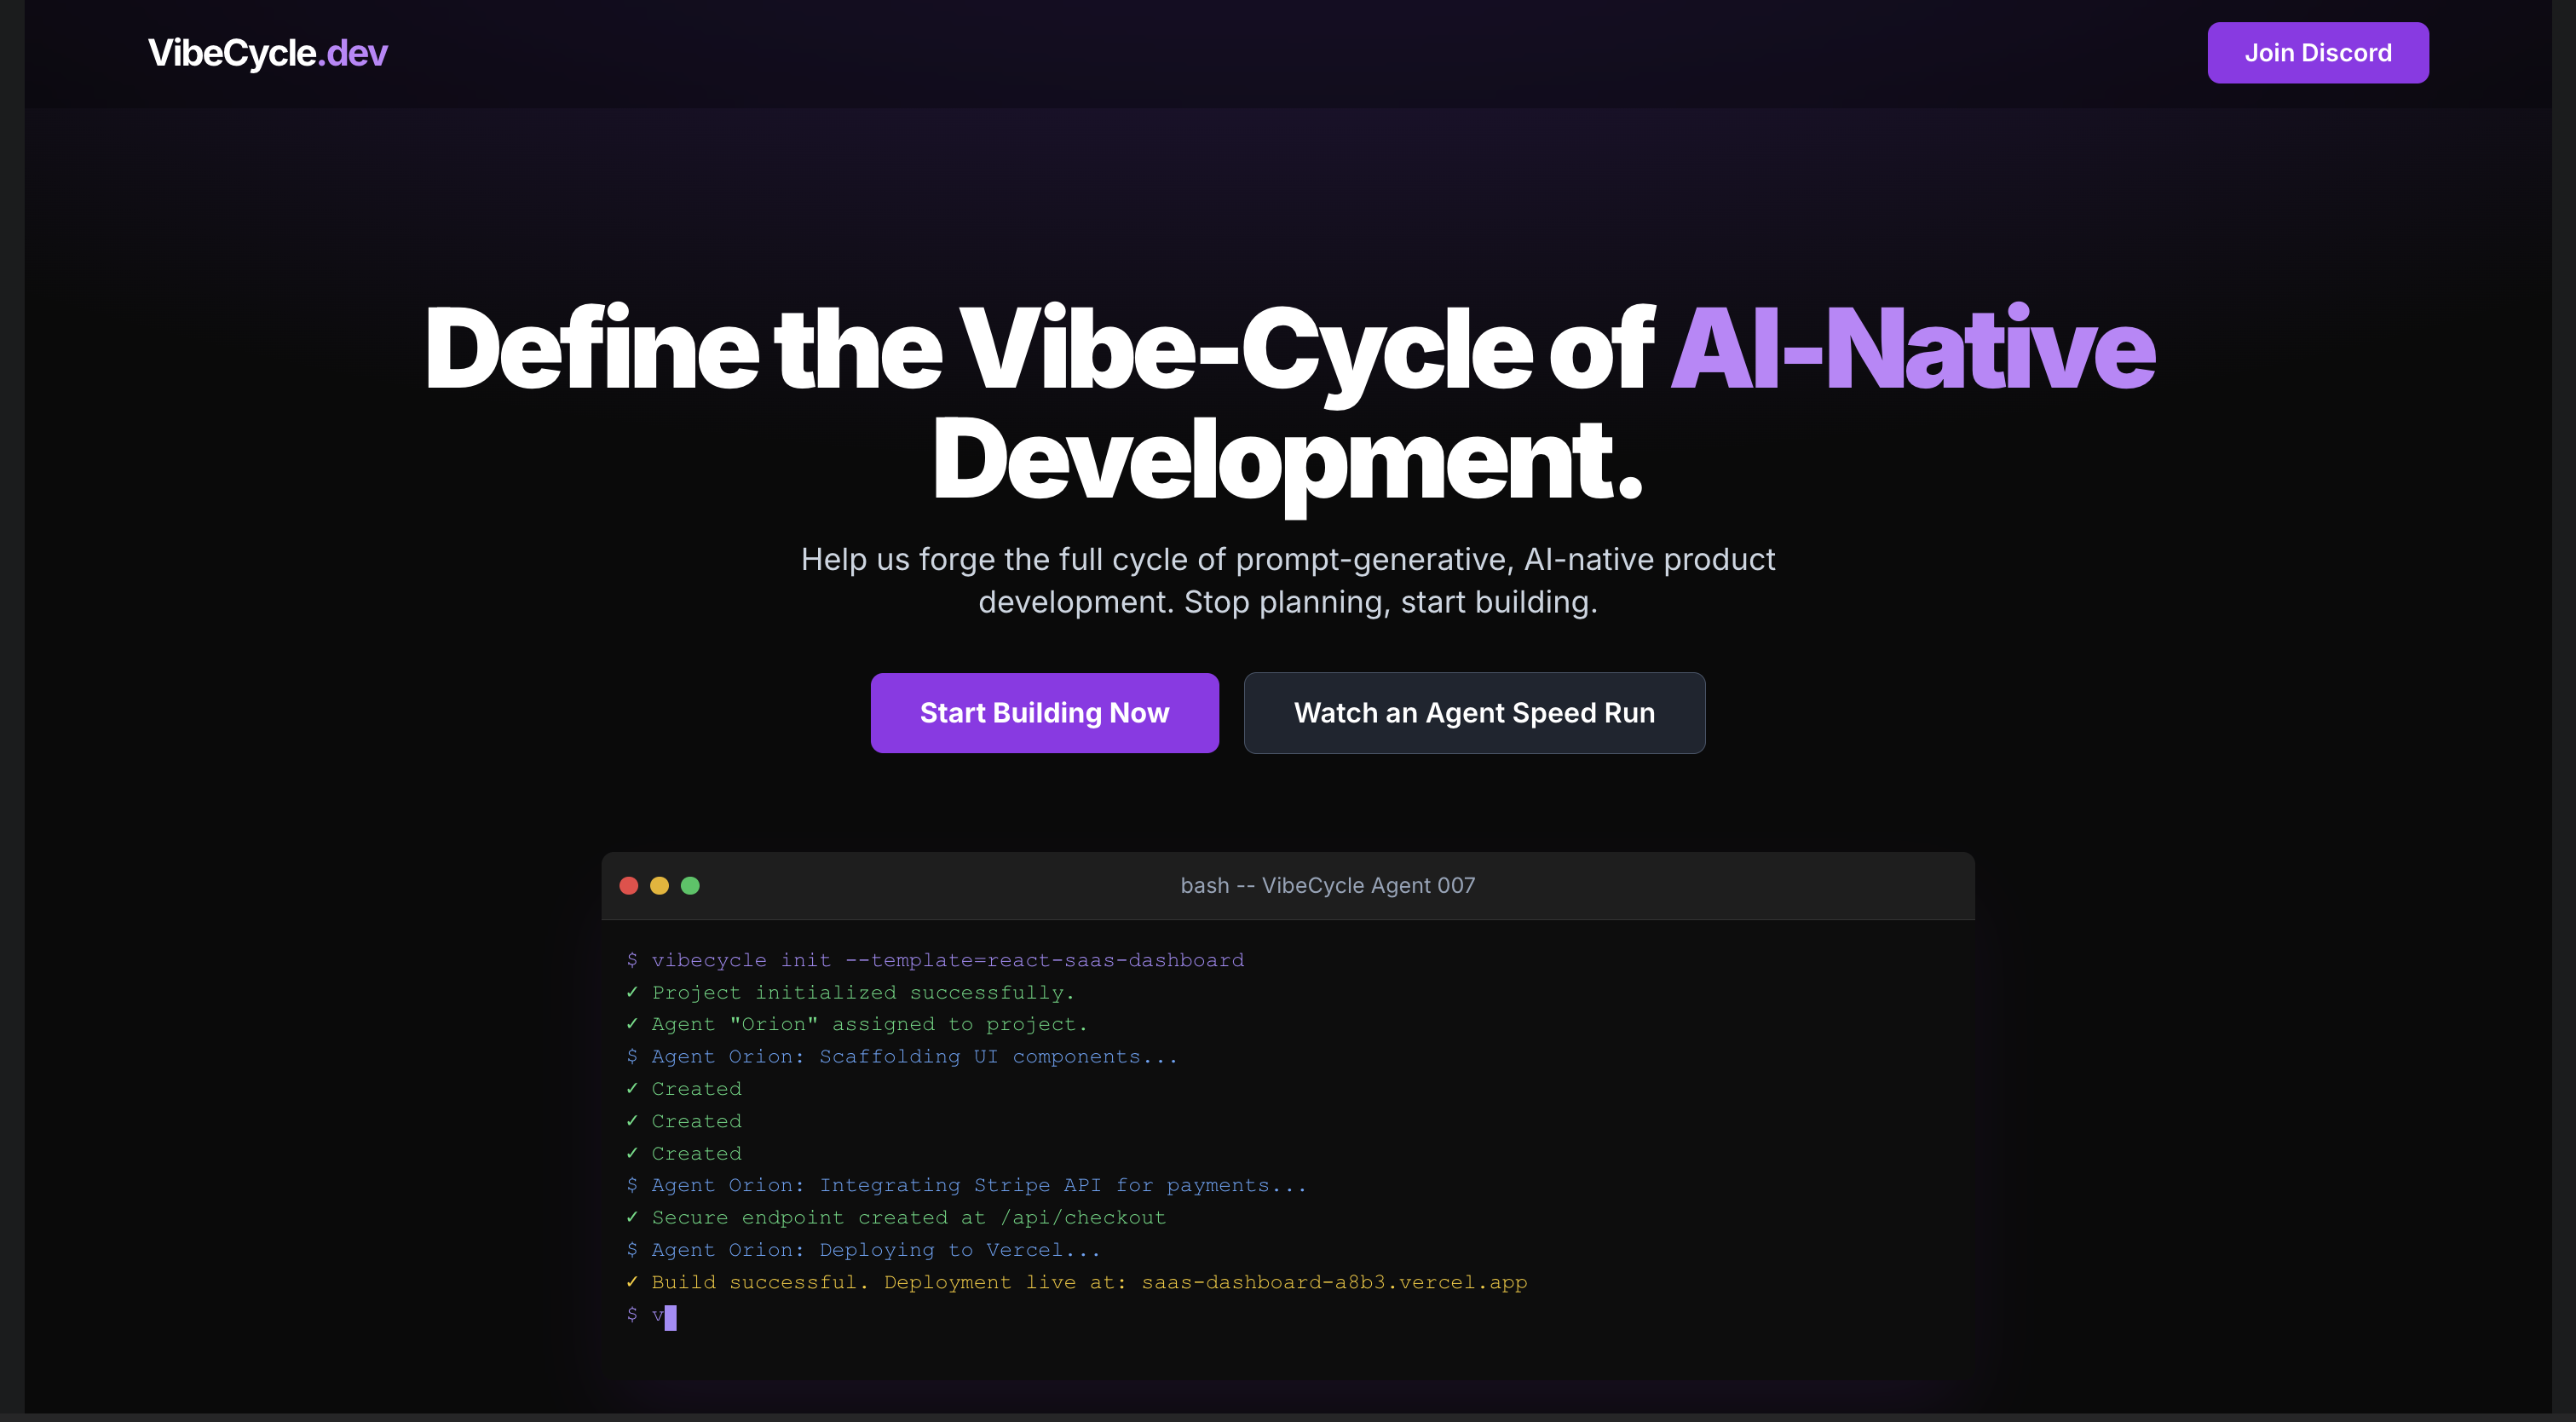 VibeCycle.dev
Join Discord
Define the Vibe-Cycle of AI-Native
Development.
Help us forge the full cycle of prompt-generative, AI-native product
development. Stop planning, start building.
Start Building Now
Watch an Agent Speed Run
bash -- VibeCycle Agent 007
$ vibecycle init --template=react-saas-dashboard
✓ Project initialized successfully.
✓ Agent "Orion" assigned to project.
$ Agent Orion: Scaffolding UI components...
✓ Created
✓ Created
✓ Created
$ Agent Orion: Integrating Stripe API for payments...
✓ Secure endpoint created at /api/checkout
$ Agent Orion: Deploying to Vercel...
✓ Build successful. Deployment live at: saas-dashboard-a8b3.vercel.app
$ v